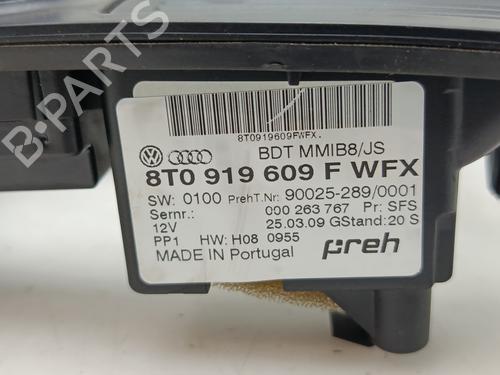 8T0919609FWFX.
BDT MMIB8/JS
8T0 919 609 F WFX
SW: 0100 PrehT.Nr: 90025-289/0001
Sernr.: 000 263 767 Pr: SFS
12V 25.03.09 GStand: 20 S
PP1 HW: H08 0955
MADE IN Portugal preh